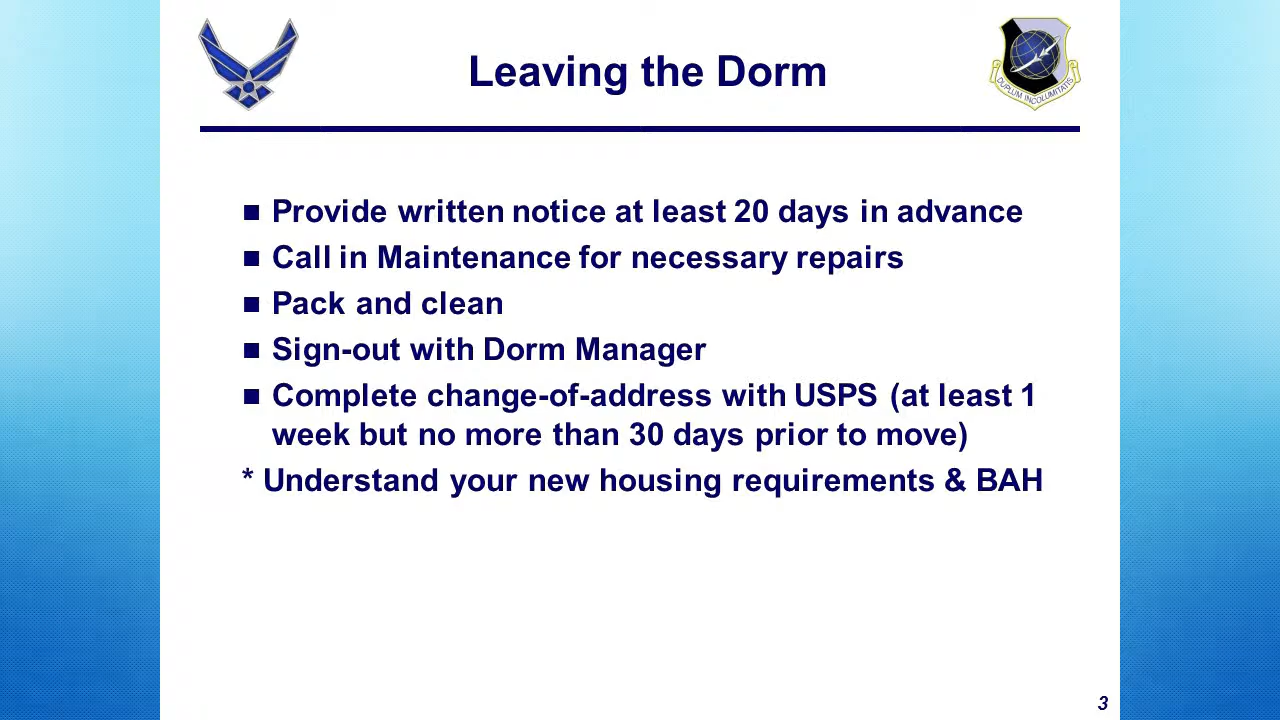 Leaving the Dorm
DUPLUM INCOLUMITATIS
■ Provide written notice at least 20 days in advance
■ Call in Maintenance for necessary repairs
■ Pack and clean
■ Sign-out with Dorm Manager
■ Complete change-of-address with USPS (at least 1
week but no more than 30 days prior to move)
* Understand your new housing requirements & BAH
3